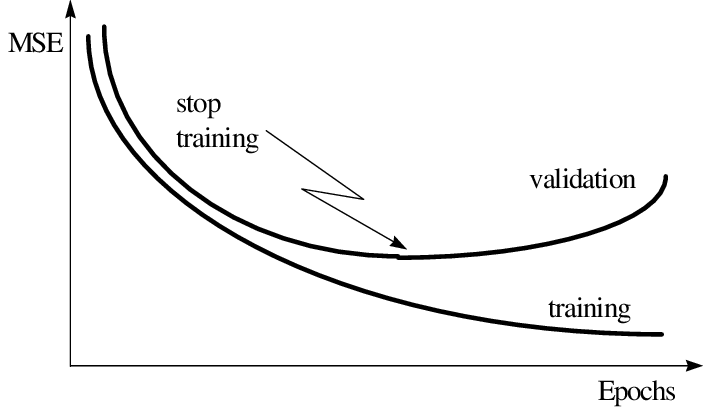 MSE
stop
training
validation
training
Epochs